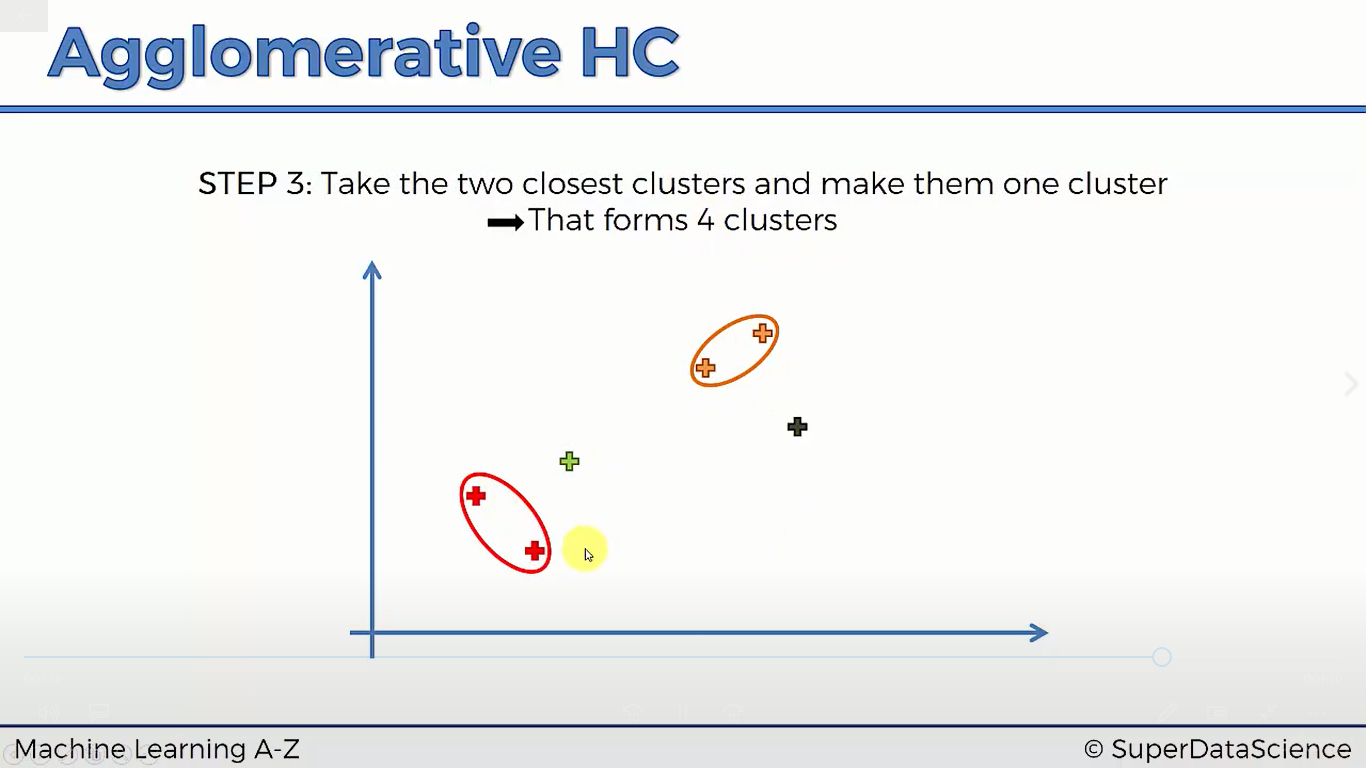 Agglomerative HC
STEP 3: Take the two closest clusters and make them one cluster
➡That forms 4 clusters
Machine Learning A-Z
© SuperDataScience